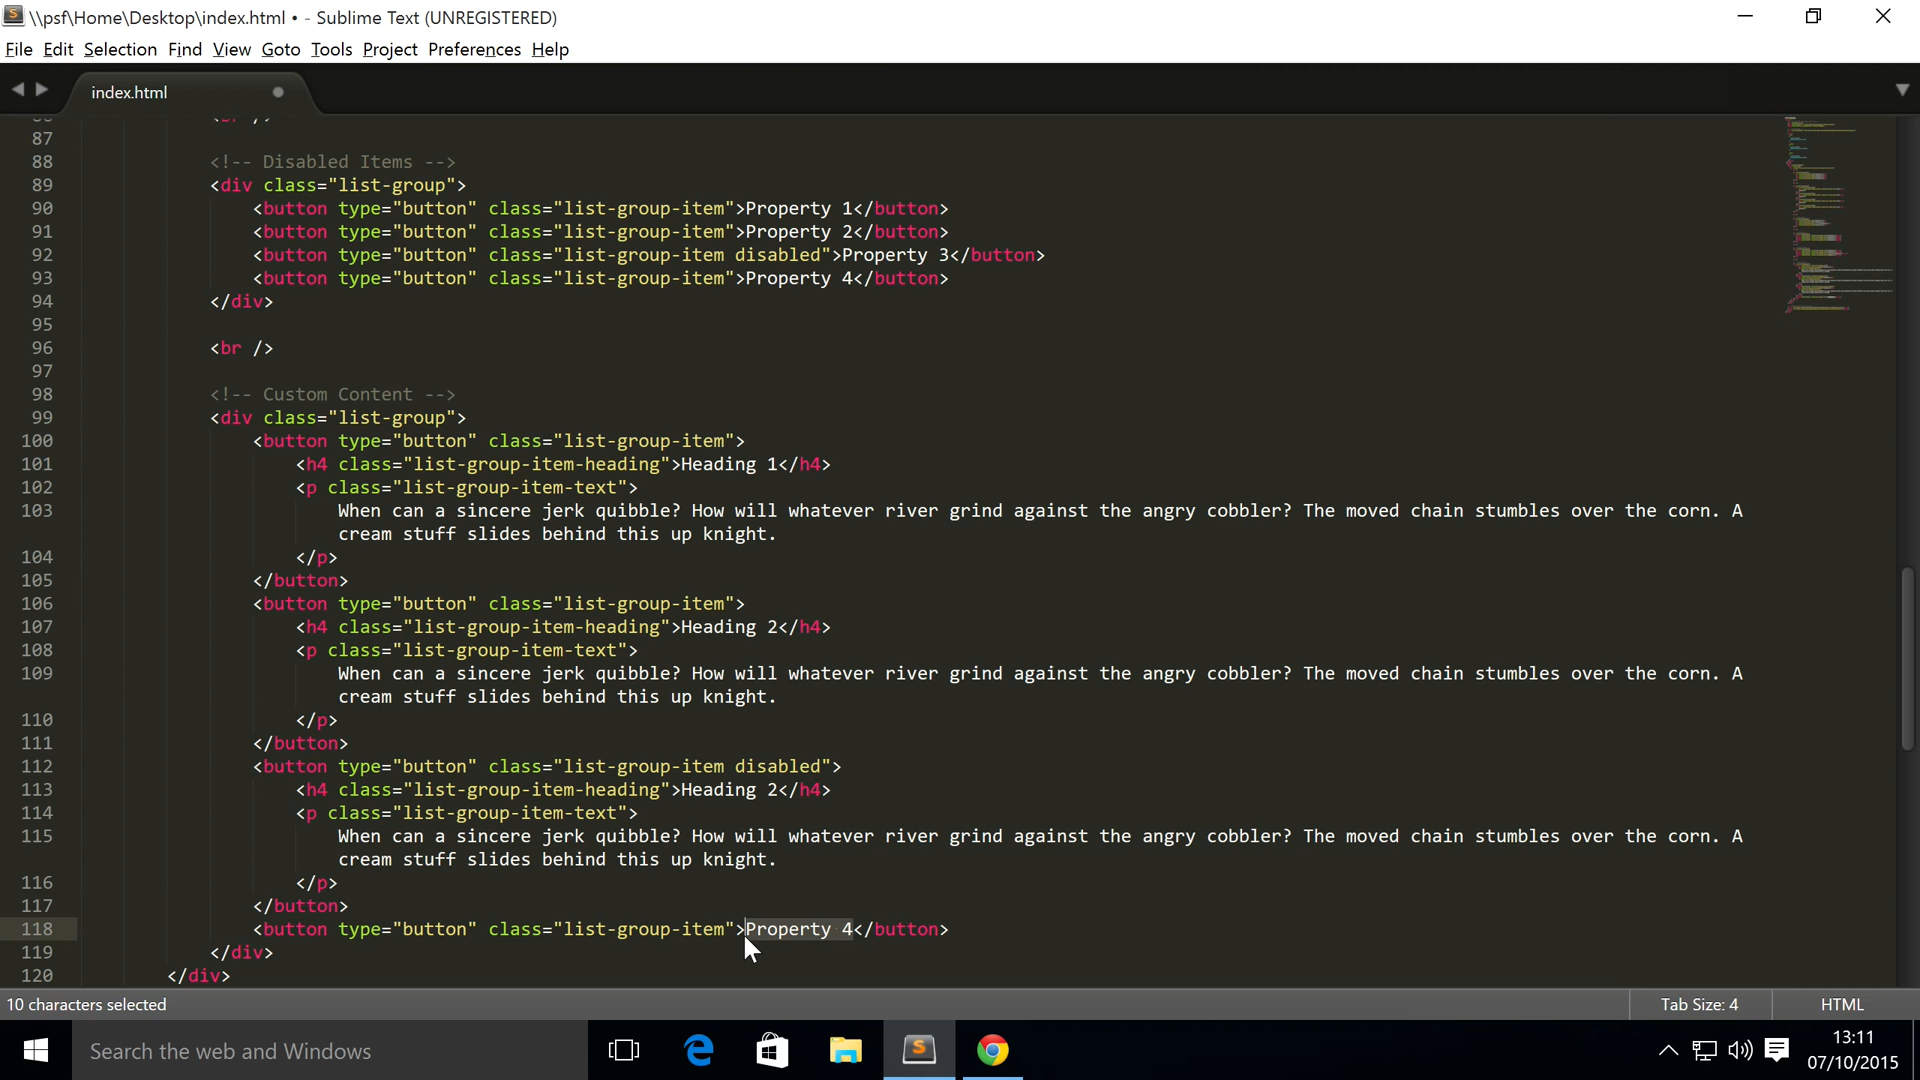 \\psf\Home\Desktop\index.html • - Sublime Text (UNREGISTERED)
File Edit Selection Find View Goto Tools Project Preferences Help
index.html
87
88 <!-- Disabled Items -->
89 <div class="list-group">
90 <button type="button" class="list-group-item">Property 1</button>
91 <button type="button" class="list-group-item">Property 2</button>
92 <button type="button" class="list-group-item disabled">Property 3</button>
93 <button type="button" class="list-group-item">Property 4</button>
94 </div>
95
96 <br />
97
98 <!-- Custom Content -->
99 <div class="list-group">
100 <button type="button" class="list-group-item">
101 <h4 class="list-group-item-heading">Heading 1</h4>
102 <p class="list-group-item-text">
103 When can a sincere jerk quibble? How will whatever river grind against the angry cobbler? The moved chain stumbles over the corn. A
cream stuff slides behind this up knight.
104 </p>
105 </button>
106 <button type="button" class="list-group-item">
107 <h4 class="list-group-item-heading">Heading 2</h4>
108 <p class="list-group-item-text">
109 When can a sincere jerk quibble? How will whatever river grind against the angry cobbler? The moved chain stumbles over the corn. A
cream stuff slides behind this up knight.
110 </p>
111 </button>
112 <button type="button" class="list-group-item disabled">
113 <h4 class="list-group-item-heading">Heading 2</h4>
114 <p class="list-group-item-text">
115 When can a sincere jerk quibble? How will whatever river grind against the angry cobbler? The moved chain stumbles over the corn. A
cream stuff slides behind this up knight.
116 </p>
117 </button>
118 <button type="button" class="list-group-item">Property 4</button>
119 </div>
120 </div>
10 characters selected Tab Size: 4 HTML
Search the web and Windows
13:11
07/10/2015